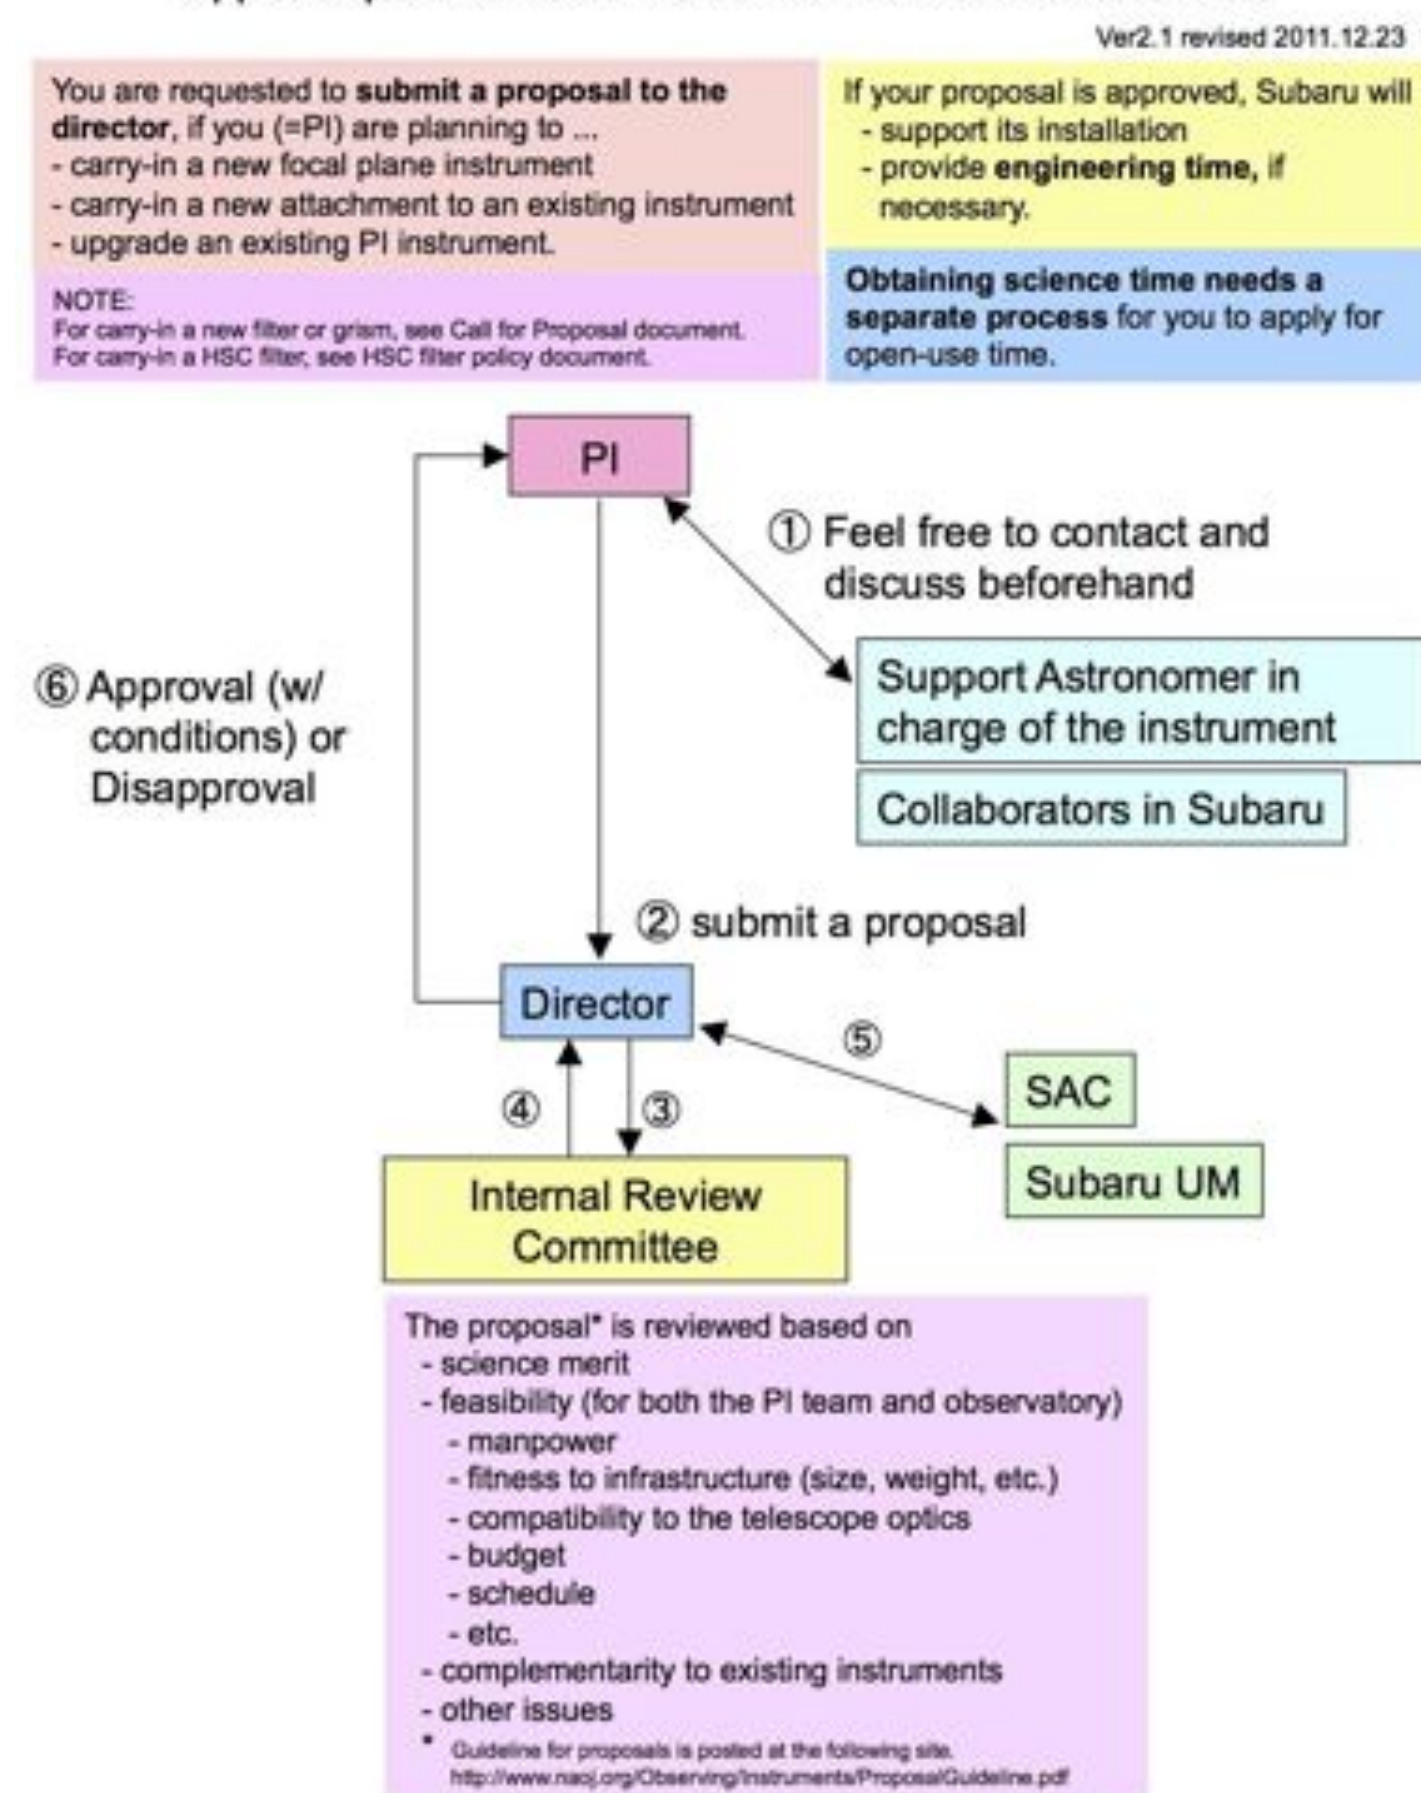 Ver2.1 revised 2011.12.23
You are requested to submit a proposal to the
director, if you (=PI) are planning to ...
- carry-in a new focal plane instrument
- carry-in a new attachment to an existing instrument
- upgrade an existing PI instrument.
NOTE:
For carry-in a new filter or grism, see Call for Proposal document.
For carry-in a HSC filter, see HSC filter policy document.
If your proposal is approved, Subaru will
- support its installation
- provide engineering time, if
necessary.
Obtaining science time needs a
separate process for you to apply for
open-use time.
PI
① Feel free to contact and
discuss beforehand
Support Astronomer in
charge of the instrument
Collaborators in Subaru
⑥ Approval (w/
conditions) or
Disapproval
② submit a proposal
Director
⑤
SAC
Subaru UM
④
③
Internal Review
Committee
The proposal* is reviewed based on
- science merit
- feasibility (for both the PI team and observatory)
- manpower
- fitness to infrastructure (size, weight, etc.)
- compatibility to the telescope optics
- budget
- schedule
- etc.
- complementarity to existing instruments
- other issues
* Guideline for proposals is posted at the following site.
http://www.naoj.org/Observing/Instruments/ProposalGuideline.pdf